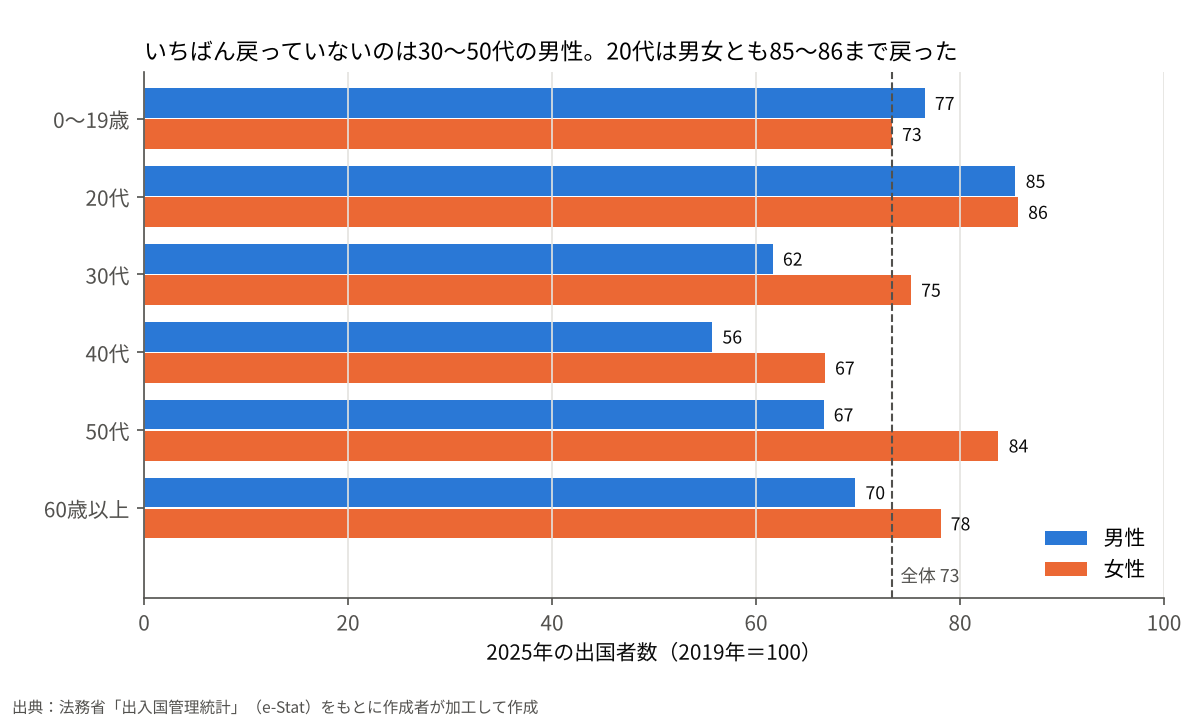 いちばん戻っていないのは30〜50代の男性。20代は男女とも85〜86まで戻った
0〜19歳
77
73
20代
85
86
30代
62
75
40代
56
67
50代
67
84
60歳以上
70
78
男性
女性
全体 73
0 20 40 60 80 100
2025年の出国者数（2019年＝100）
出典：法務省「出入国管理統計」（e-Stat）をもとに作成者が加工して作成